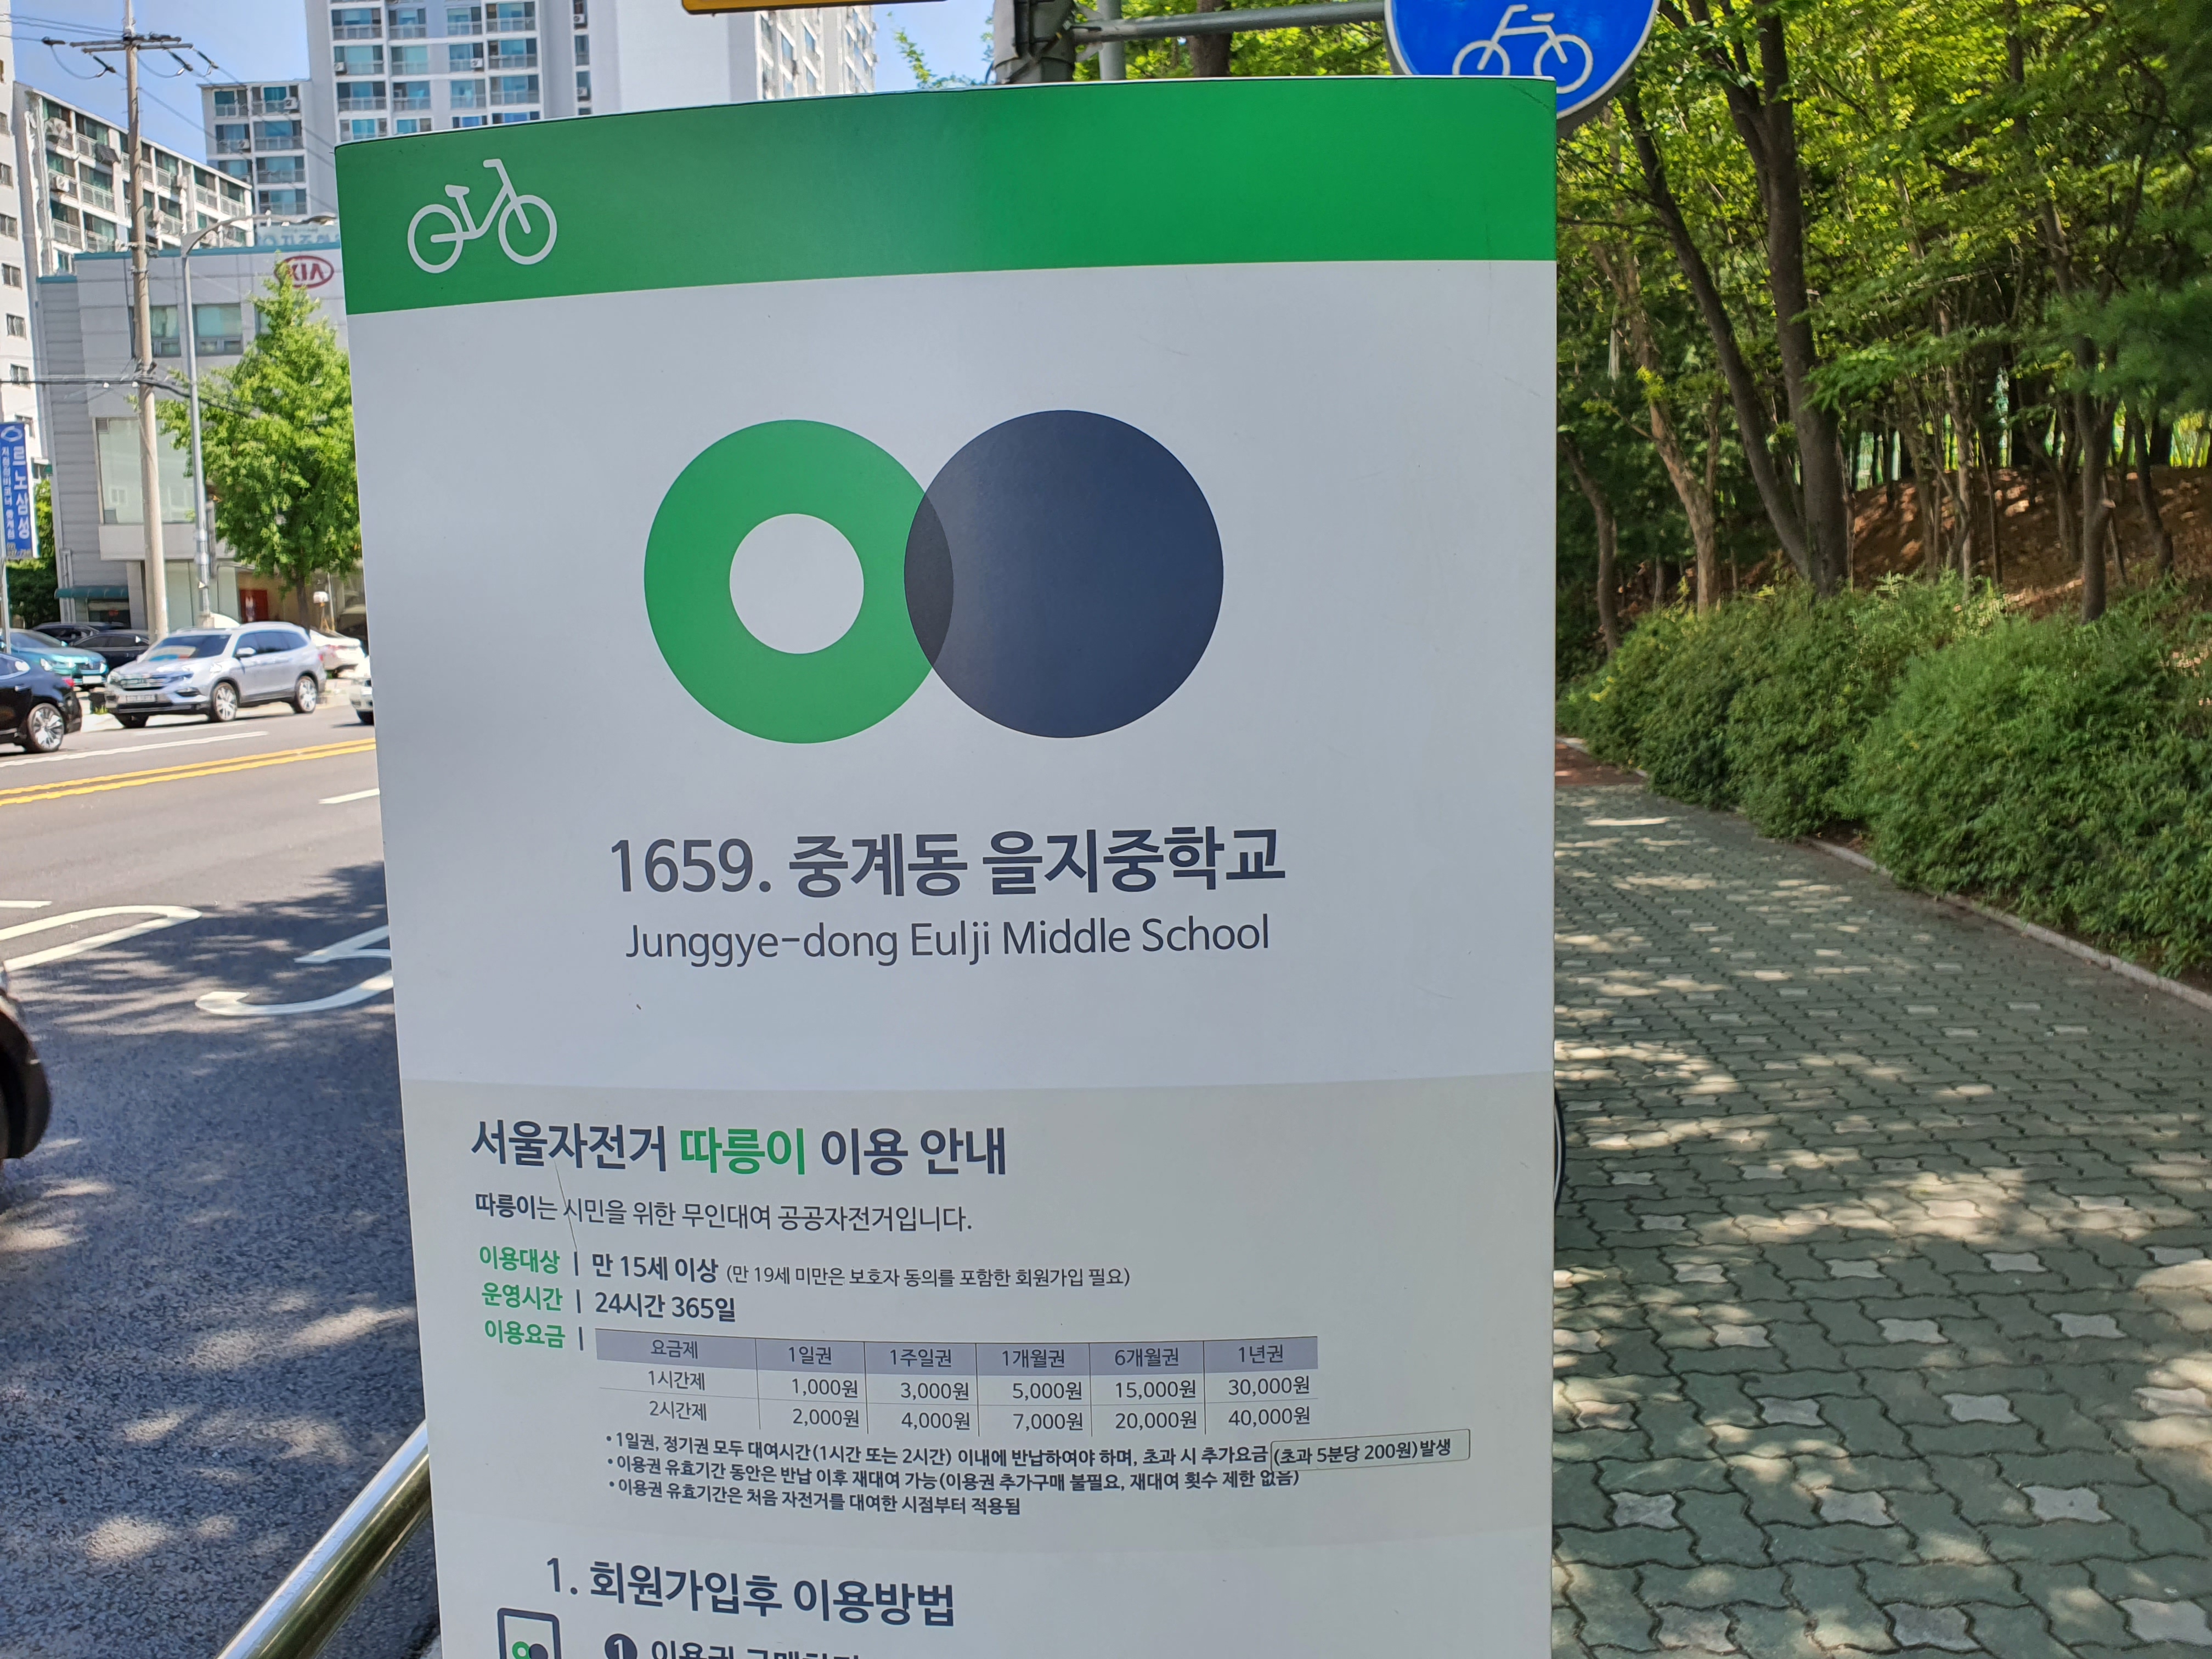 KIA
르노삼성
1659. 중계동 을지중학교
Junggye-dong Eulji Middle School
서울자전거 따릉이 이용 안내
따릉이는 시민을 위한 무인대여 공공자전거입니다.
이용대상 | 만 15세 이상 (만 19세 미만은 보호자 동의를 포함한 회원가입 필요)
운영시간 | 24시간 365일
이용요금 |
요금제 1일권 1주일권 1개월권 6개월권 1년권
1시간제 1,000원 3,000원 5,000원 15,000원 30,000원
2시간제 2,000원 4,000원 7,000원 20,000원 40,000원
• 1일권, 정기권 모두 대여시간(1시간 또는 2시간) 이내에 반납하여야 하며, 초과 시 추가요금 (초과 5분당 200원)발생
• 이용권 유효기간 동안은 반납 이후 재대여 가능(이용권 추가구매 불필요, 재대여 횟수 제한 없음)
• 이용권 유효기간은 처음 자전거를 대여한 시점부터 적용됨
1. 회원가입후 이용방법
1 이용권